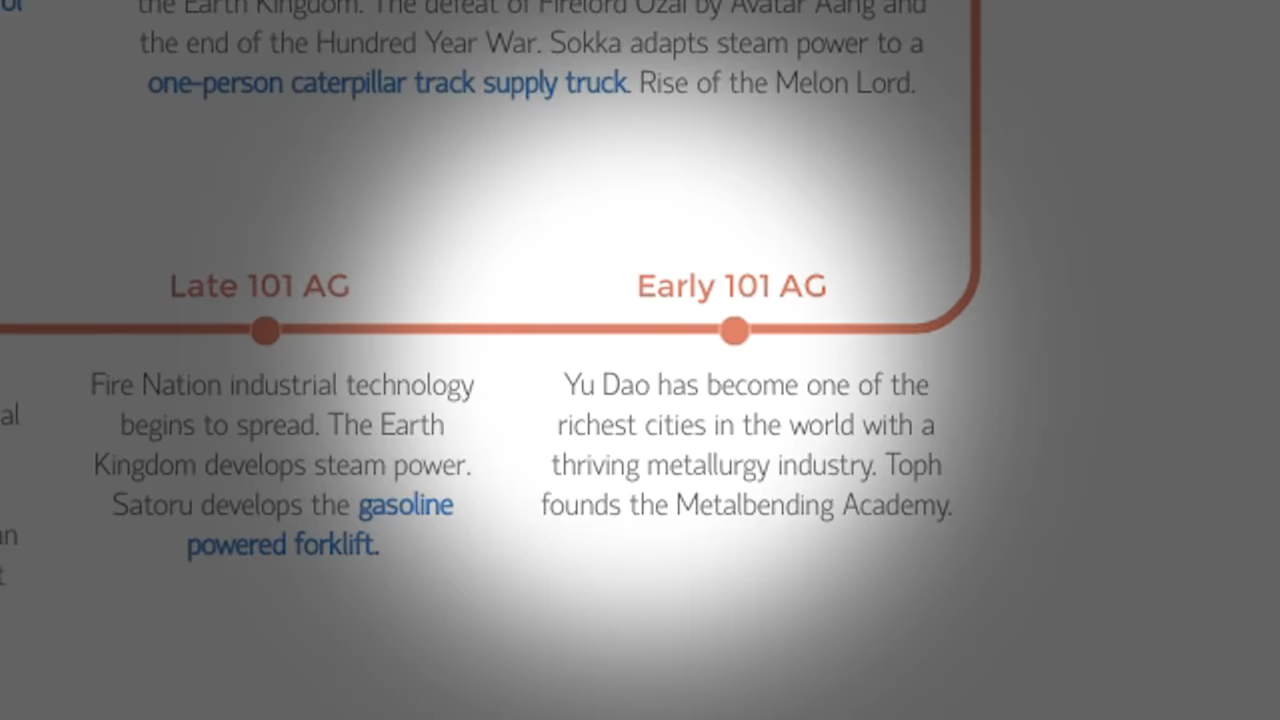 the Earth Kingdom. The defeat of Firelord Ozai by Avatar Aang and
the end of the Hundred Year War. Sokka adapts steam power to a
one-person caterpillar track supply truck. Rise of the Melon Lord.
Late 101 AG
Fire Nation industrial technology
begins to spread. The Earth
Kingdom develops steam power.
Satoru develops the gasoline
powered forklift.
Early 101 AG
Yu Dao has become one of the
richest cities in the world with a
thriving metallurgy industry. Toph
founds the Metalbending Academy.